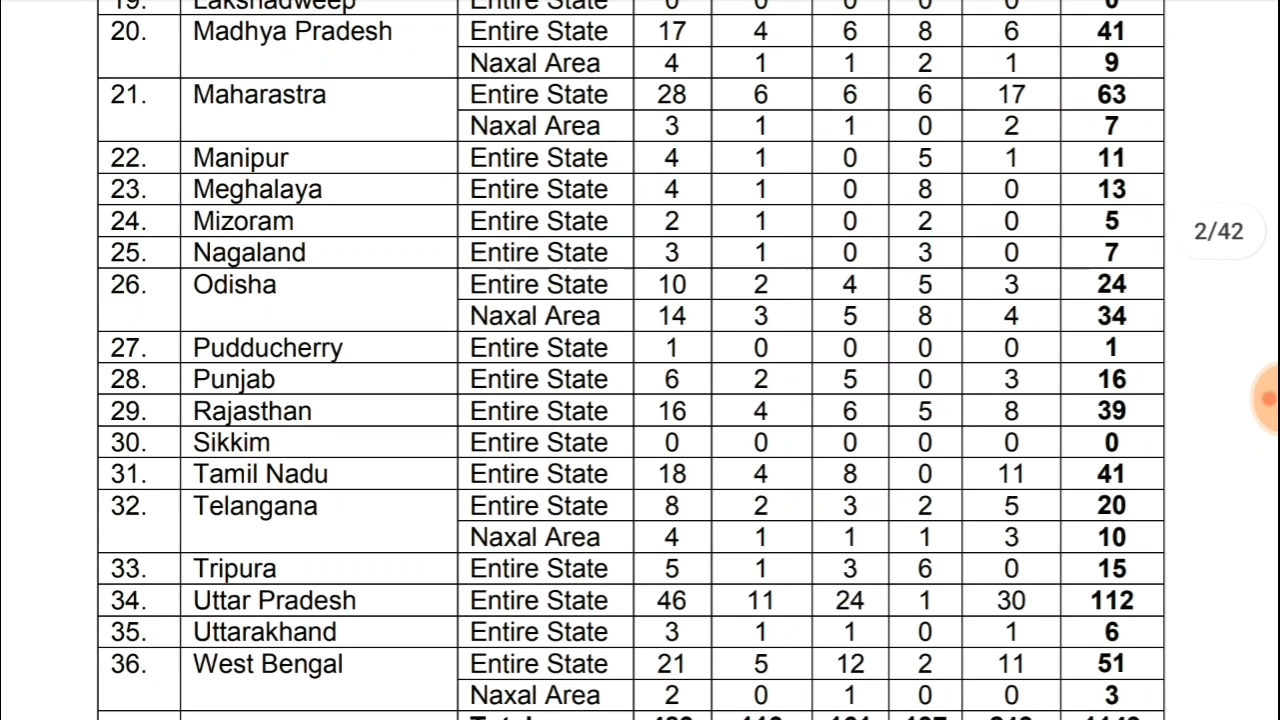 19. Lakshadweep Entire State 0 0 0 0 0 0
20. Madhya Pradesh Entire State 17 4 6 8 6 41
Naxal Area 4 1 1 2 1 9
21. Maharastra Entire State 28 6 6 6 17 63
Naxal Area 3 1 1 0 2 7
22. Manipur Entire State 4 1 0 5 1 11
23. Meghalaya Entire State 4 1 0 8 0 13
24. Mizoram Entire State 2 1 0 2 0 5
2/42
25. Nagaland Entire State 3 1 0 3 0 7
26. Odisha Entire State 10 2 4 5 3 24
Naxal Area 14 3 5 8 4 34
27. Pudducherry Entire State 1 0 0 0 0 1
28. Punjab Entire State 6 2 5 0 3 16
29. Rajasthan Entire State 16 4 6 5 8 39
30. Sikkim Entire State 0 0 0 0 0 0
31. Tamil Nadu Entire State 18 4 8 0 11 41
32. Telangana Entire State 8 2 3 2 5 20
Naxal Area 4 1 1 1 3 10
33. Tripura Entire State 5 1 3 6 0 15
34. Uttar Pradesh Entire State 46 11 24 1 30 112
35. Uttarakhand Entire State 3 1 1 0 1 6
36. West Bengal Entire State 21 5 12 2 11 51
Naxal Area 2 0 1 0 0 3